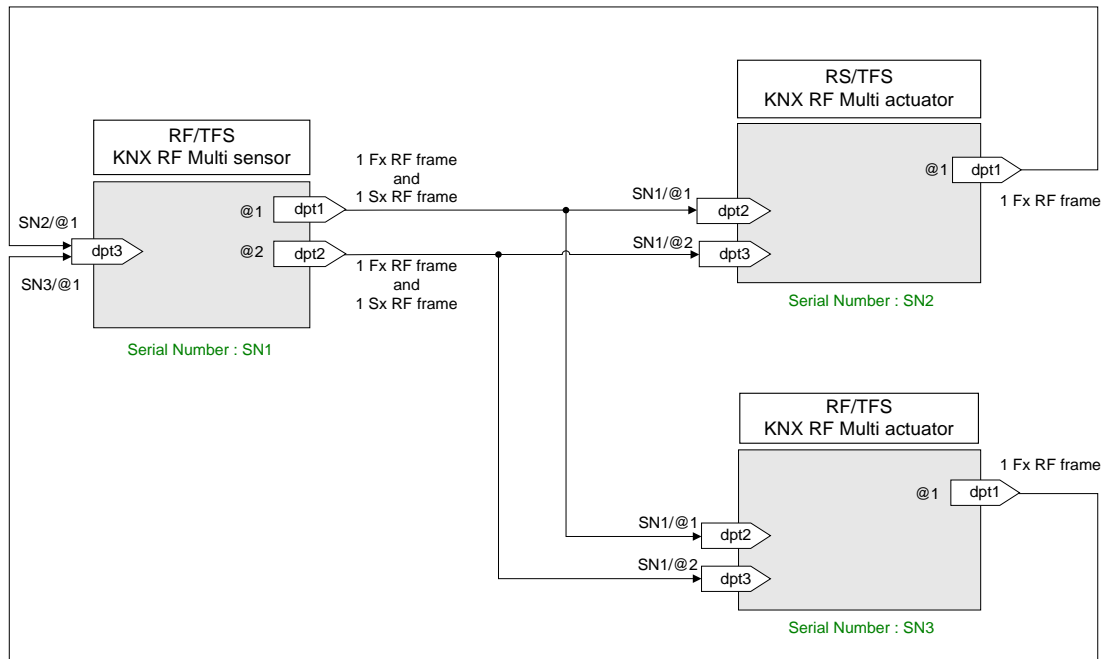 RS/TFS
KNX RF Multi actuator
RF/TFS
KNX RF Multi sensor
1 Fx RF frame
and
1 Sx RF frame
@1
dpt1
1 Fx RF frame
SN1/@1
dpt2
@1
dpt1
SN2/@1
dpt3
SN3/@1
@2
dpt2
SN1/@2
dpt3
1 Fx RF frame
and
1 Sx RF frame
Serial Number : SN2
Serial Number : SN1
RF/TFS
KNX RF Multi actuator
1 Fx RF frame
@1
dpt1
SN1/@1
dpt2
SN1/@2
dpt3
Serial Number : SN3